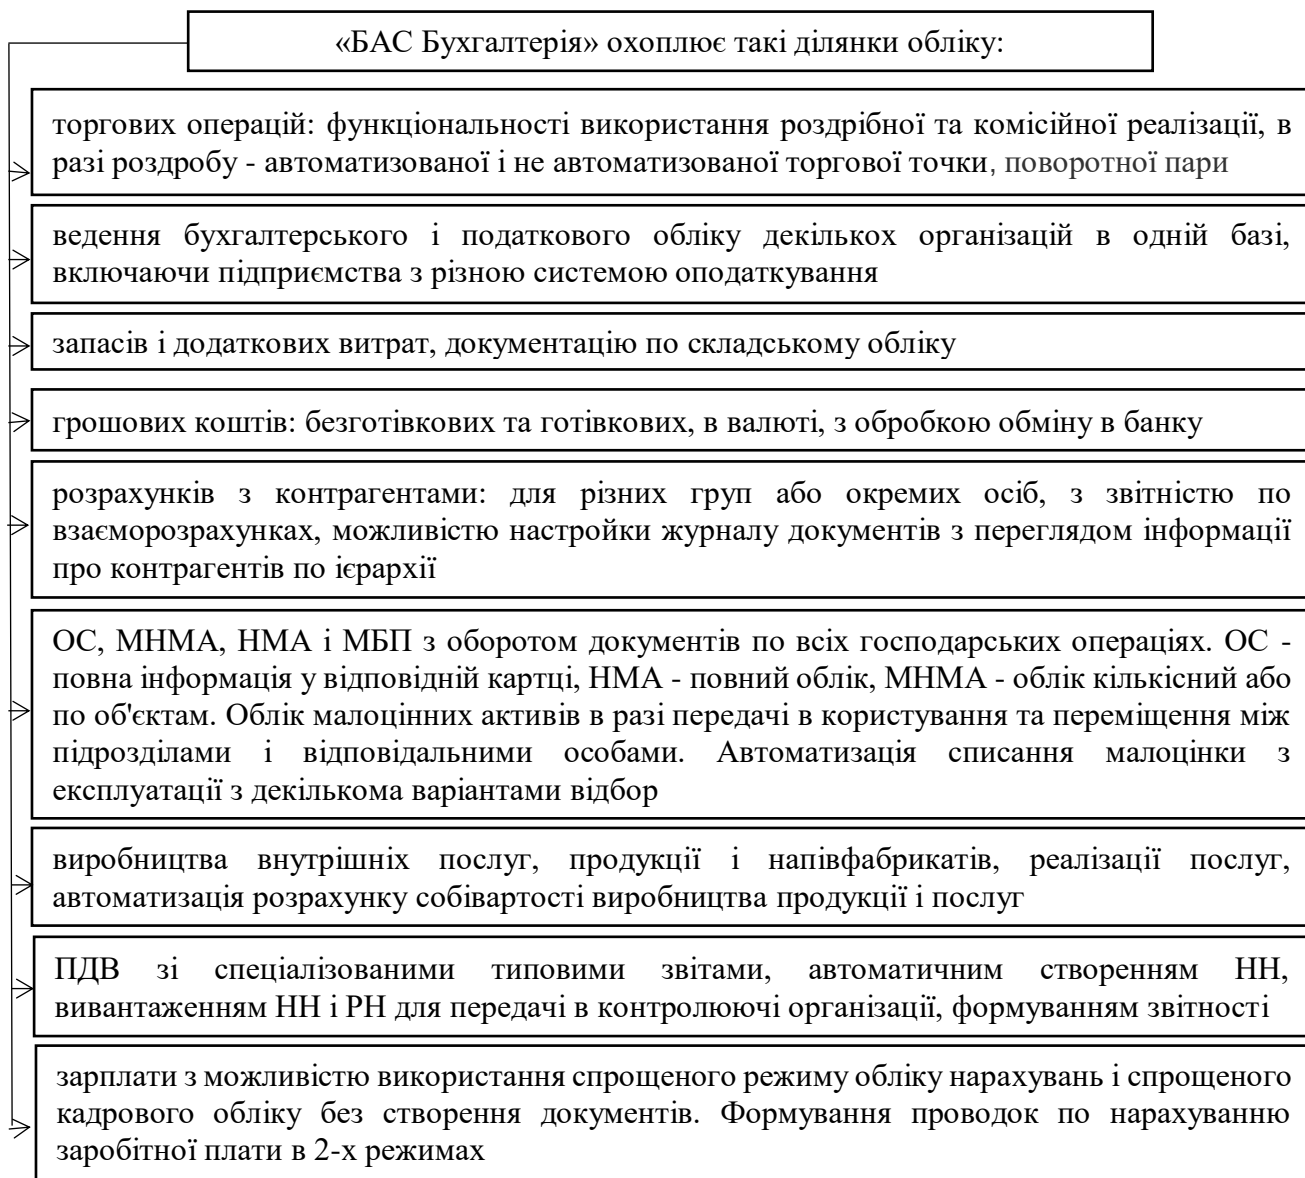 «БАС Бухгалтерія» охоплює такі ділянки обліку:
торгових операцій: функціональності використання роздрібної та комісійної реалізації, в
разі роздробу - автоматизованої і не автоматизованої торгової точки, поворотної пари
ведення бухгалтерського і податкового обліку декількох організацій в одній базі,
включаючи підприємства з різною системою оподаткування
запасів і додаткових витрат, документацію по складському обліку
грошових коштів: безготівкових та готівкових, в валюті, з обробкою обміну в банку
розрахунків з контрагентами: для різних груп або окремих осіб, з звітністю по
взаєморозрахунках, можливістю настройки журналу документів з переглядом інформації
про контрагентів по ієрархії
ОС, МНМА, НМА і МБП з оборотом документів по всіх господарських операціях. ОС -
повна інформація у відповідній картці, НМА - повний облік, МНМА - облік кількісний або
по об'єктам. Облік малоцінних активів в разі передачі в користування та переміщення між
підрозділами і відповідальними особами. Автоматизація списання малоцінки з
експлуатації з декількома варіантами відбор
виробництва внутрішніх послуг, продукції і напівфабрикатів, реалізації послуг,
автоматизація розрахунку собівартості виробництва продукції і послуг
ПДВ зі спеціалізованими типовими звітами, автоматичним створенням НН,
вивантаженням НН і РН для передачі в контролюючі організації, формуванням звітності
зарплати з можливістю використання спрощеного режиму обліку нарахувань і спрощеного
кадрового обліку без створення документів. Формування проводок по нарахуванню
заробітної плати в 2-х режимах